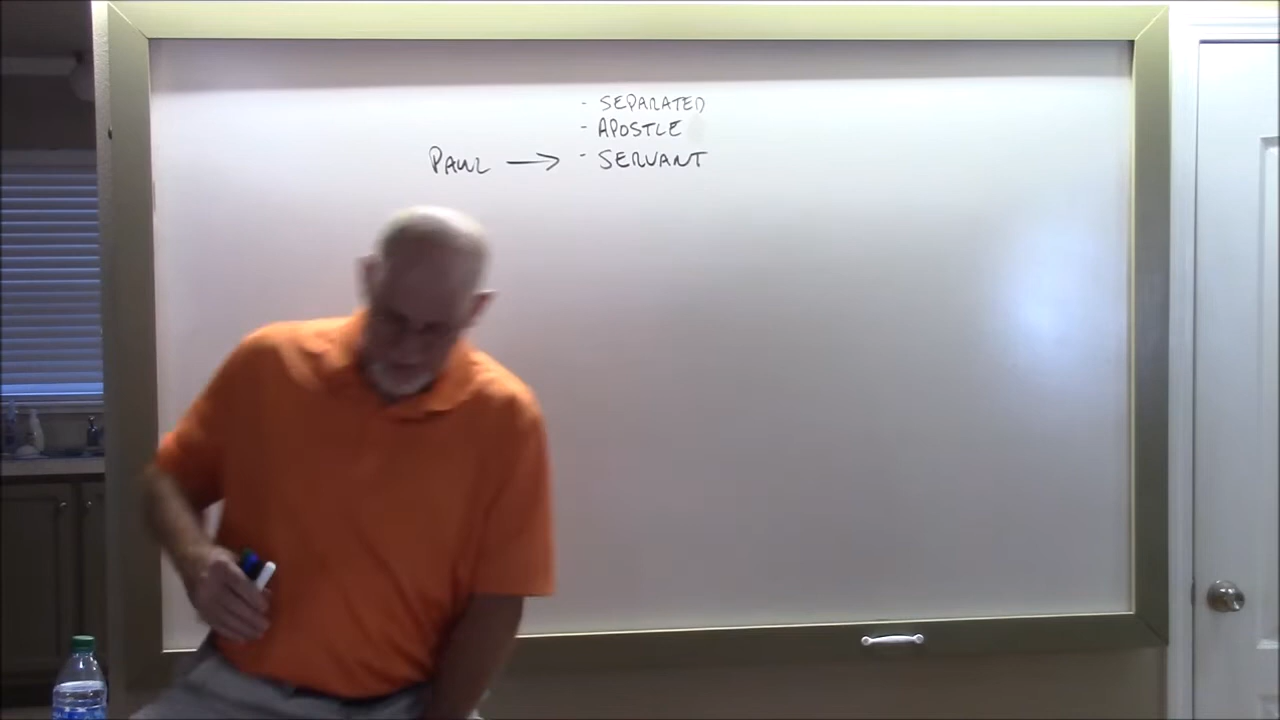 - SEPARATED
- APOSTLE
PAUL → - SERVANT